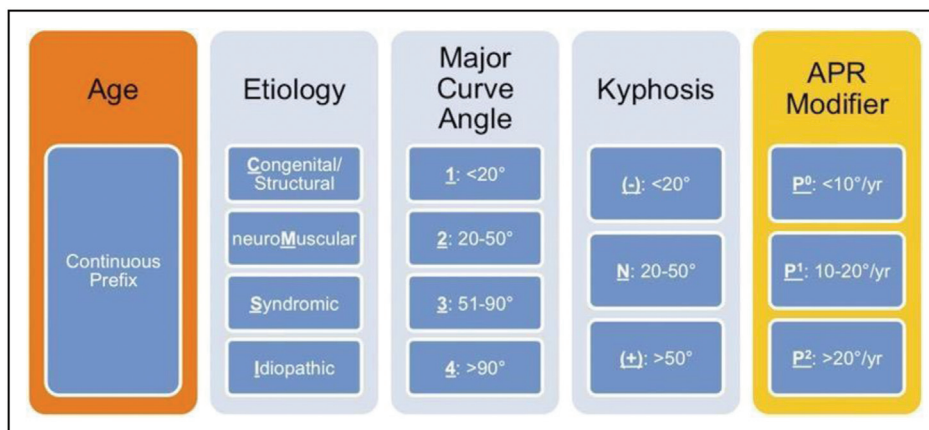 Age
Continuous
Prefix
Etiology
Congenital/
Structural
neuroMuscular
Syndromic
Idiopathic
Major
Curve
Angle
1: <20°
2: 20-50°
3: 51-90°
4: >90°
Kyphosis
(-): <20°
N: 20-50°
(+): >50°
APR
Modifier
P⁰: <10°/yr
P¹: 10-20°/yr
P²: >20°/yr